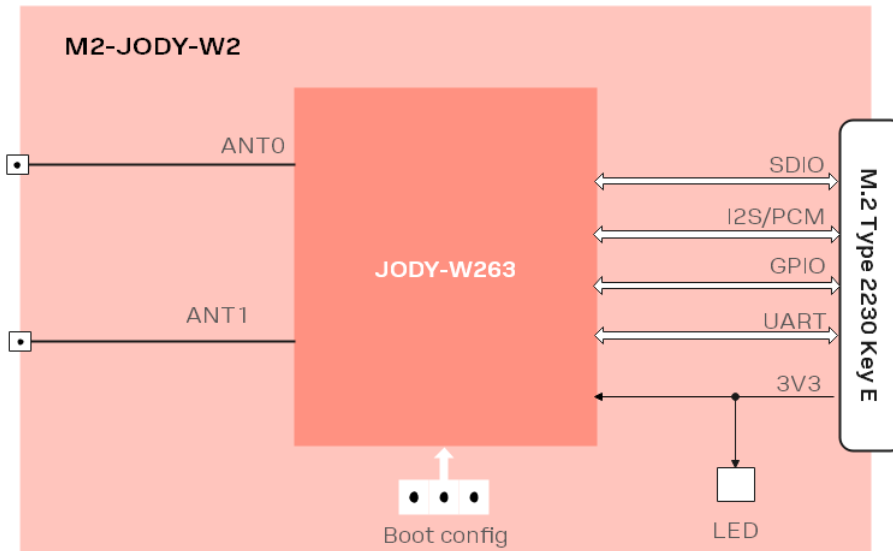 M2-JODY-W2
ANT0
ANT1
JODY-W263
SDIO
I2S/PCM
GPIO
UART
3V3
M.2 Type 2230 Key E
Boot config
LED